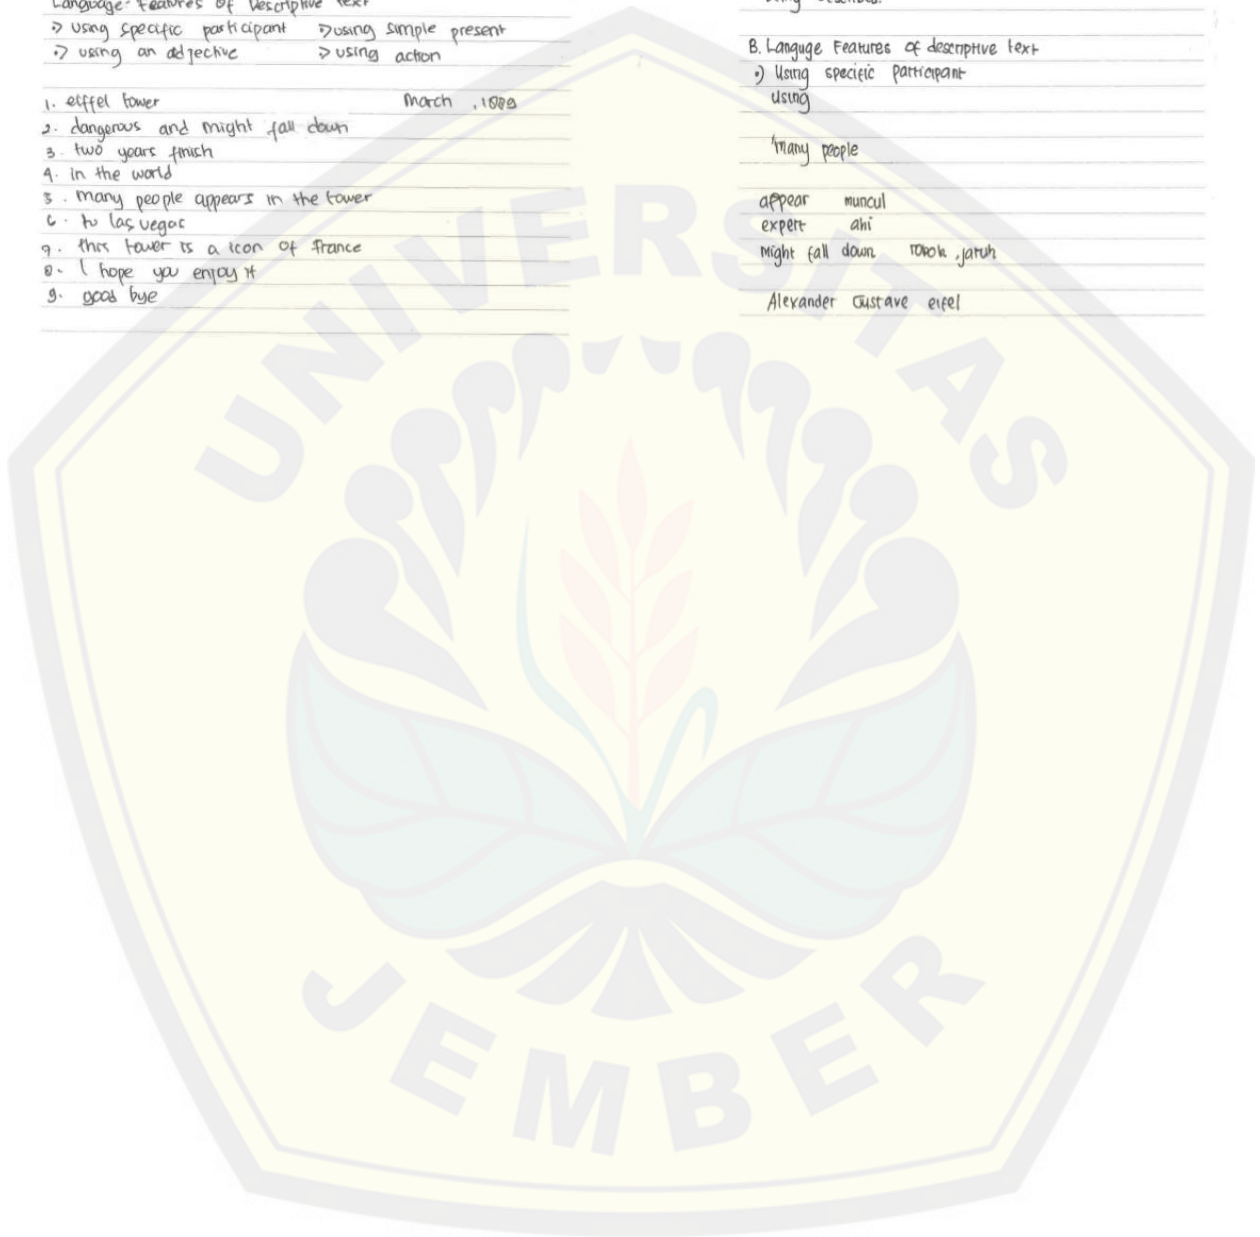 Language Features Of Descriptive text
·) using specific participant ·) using simple present
·) using an adjective > using action
1. eiffel tower March , 1889
2. dangerous and might fall down
3. two years finish
4. in the world
5. many people appears in the tower
6. to las vegas
7. this tower is a icon of france
8. I hope you enjoy it
9. good bye
B. Languge Features of descriptive text
·) Using specific participant
using
many people
appear muncul
expert ahi
might fall down roboh , jatuh
Alexander Gustave eifel
UNIVERSITAS
JEMBER